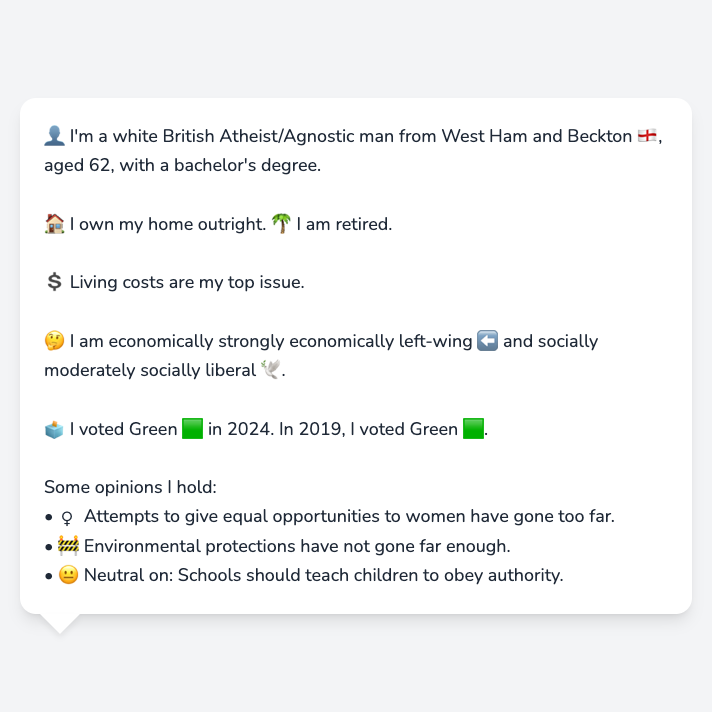 👤 I'm a white British Atheist/Agnostic man from West Ham and Beckton 🏴󠁧󠁢󠁥󠁮󠁧󠁿,
aged 62, with a bachelor's degree.
🏠 I own my home outright. 🌴 I am retired.
💲 Living costs are my top issue.
🤔 I am economically strongly economically left-wing ⬅️ and socially
moderately socially liberal 🕊️.
🗳️ I voted Green 🟩 in 2024. In 2019, I voted Green 🟩.
Some opinions I hold:
• ♀️ Attempts to give equal opportunities to women have gone too far.
• 🚧 Environmental protections have not gone far enough.
• 😐 Neutral on: Schools should teach children to obey authority.